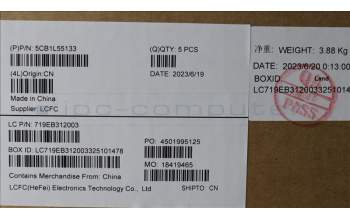 (P)P/N: 5CB1L55133
(Q)QTY: 5 PCS
(4L)Origin:CN
DATE: 2023/6/19
Made in China
Supplier: LCFC
净重: WEIGHT: 3.88 Kg
DATE: 2023/6/20 0:13:00
BOXID:
LC719EB3120033251014
PASS
LC P/N: 719EB312003
PO: 4501995125
BOX ID: LC719EB312003325101478
MO: 18419465
Contains Merchandise From: China
LCFC(HeFei) Electronics Technology Co., Ltd.
SHIPTO CN